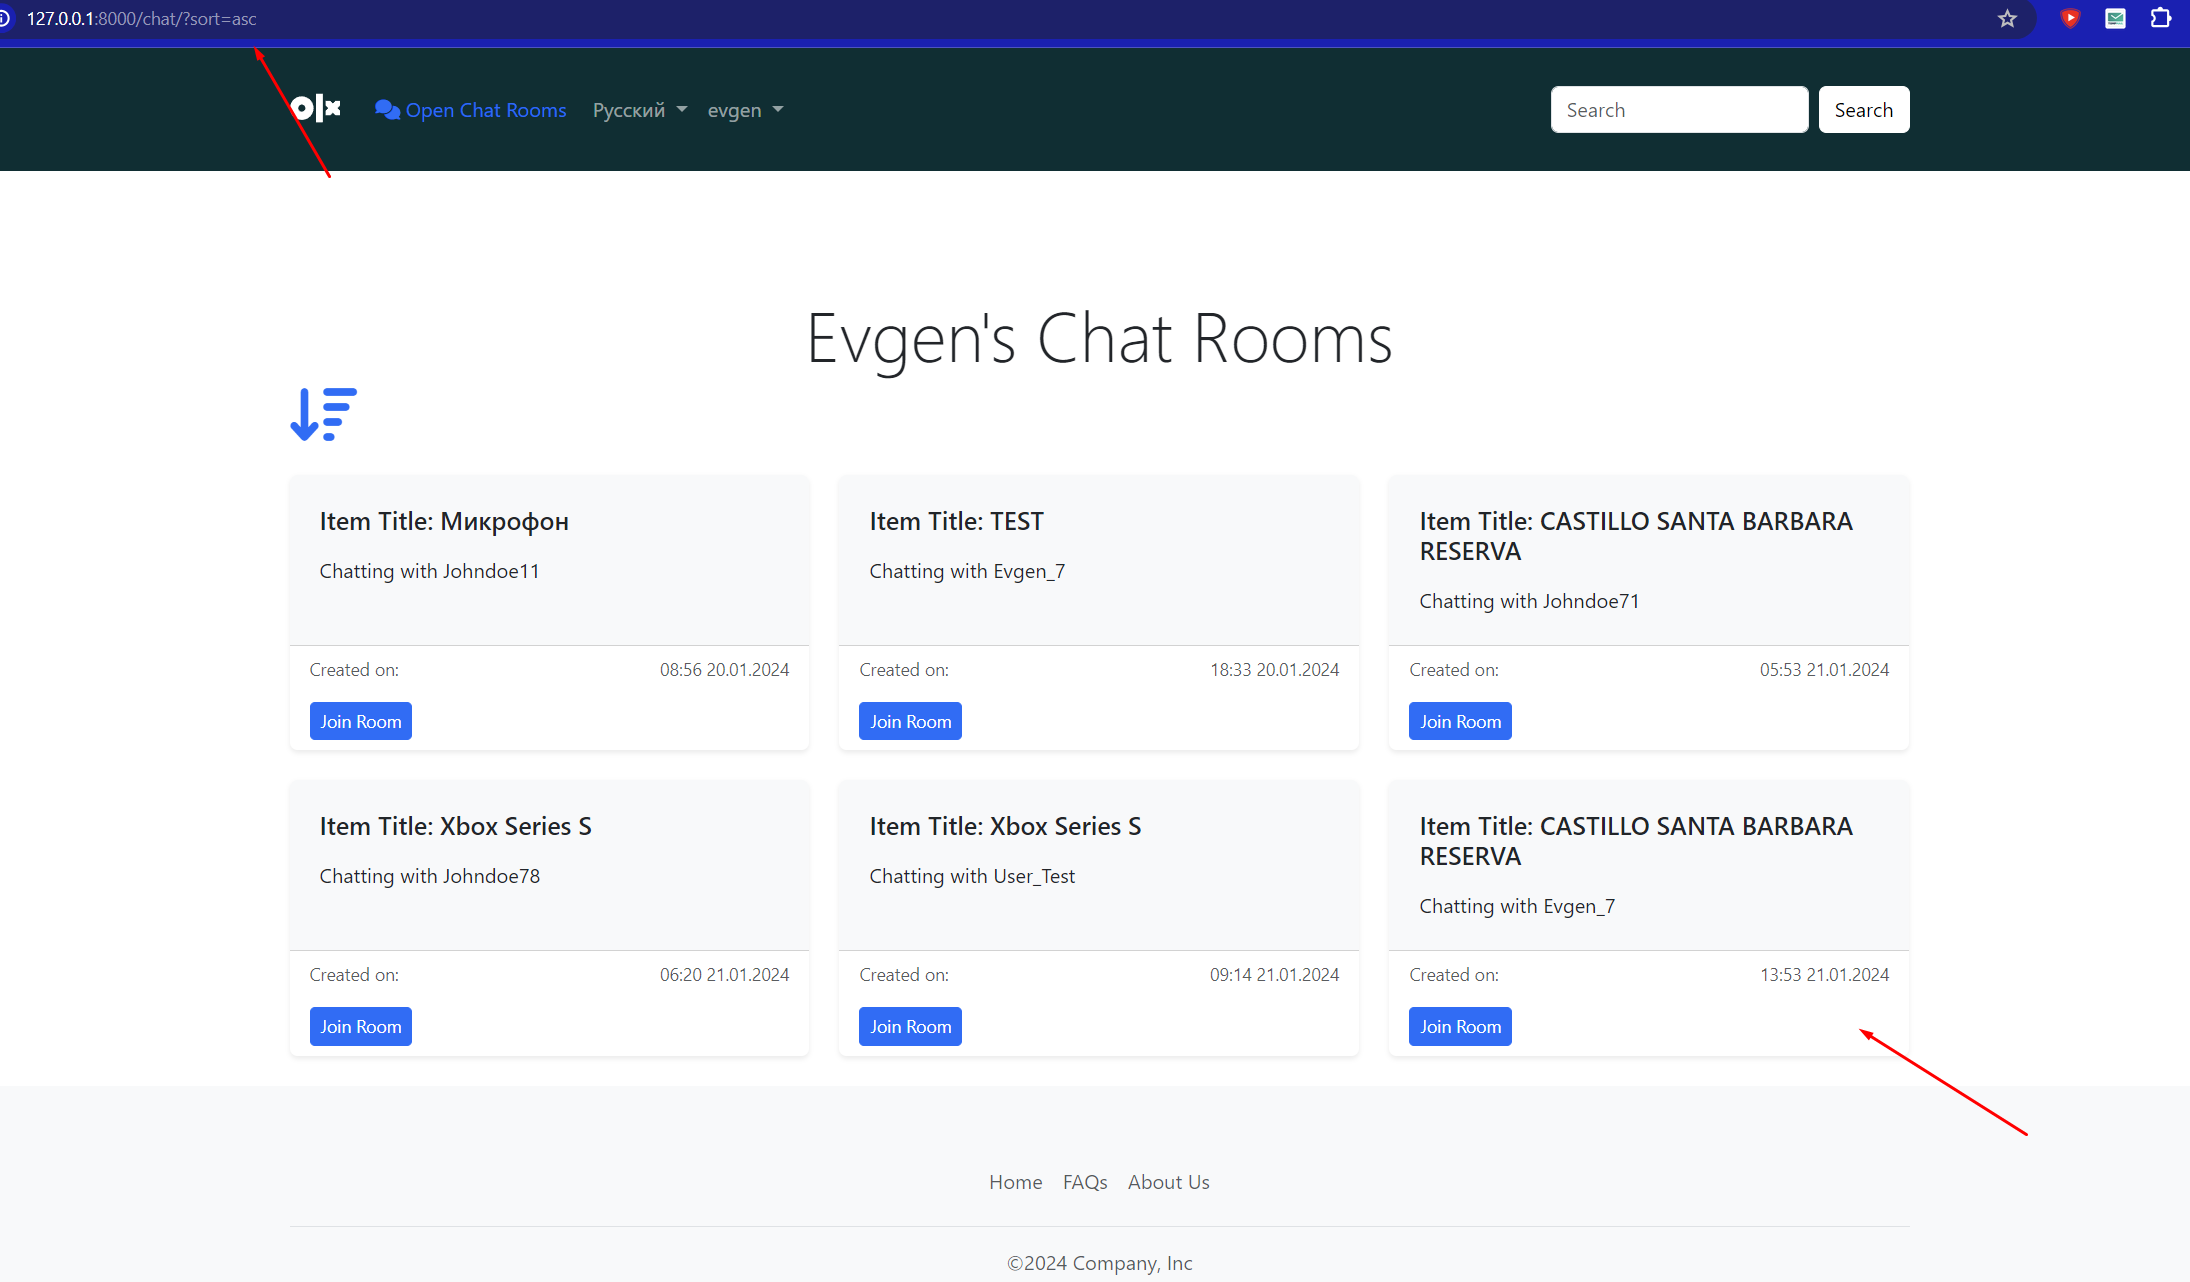 127.0.0.1:8000/chat/?sort=asc
olx Open Chat Rooms Русский evgen Search Search
Evgen's Chat Rooms
Item Title: Микрофон
Chatting with Johndoe11
Created on: 08:56 20.01.2024
Join Room
Item Title: TEST
Chatting with Evgen_7
Created on: 18:33 20.01.2024
Join Room
Item Title: CASTILLO SANTA BARBARA
RESERVA
Chatting with Johndoe71
Created on: 05:53 21.01.2024
Join Room
Item Title: Xbox Series S
Chatting with Johndoe78
Created on: 06:20 21.01.2024
Join Room
Item Title: Xbox Series S
Chatting with User_Test
Created on: 09:14 21.01.2024
Join Room
Item Title: CASTILLO SANTA BARBARA
RESERVA
Chatting with Evgen_7
Created on: 13:53 21.01.2024
Join Room
Home FAQs About Us
©2024 Company, Inc